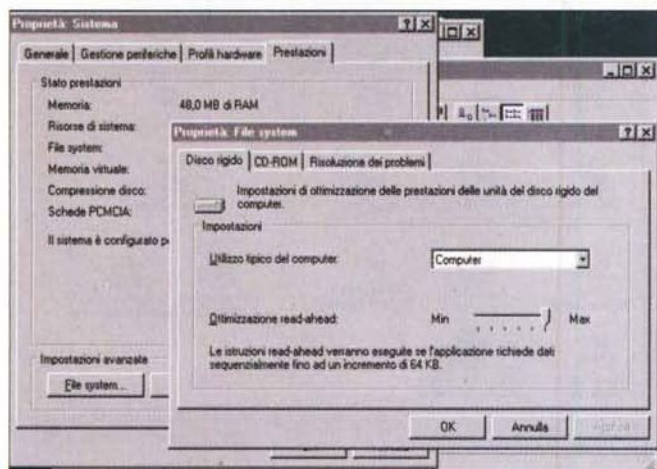 Proprietà: Sistema
Generale
Gestione periferiche
Profili hardware
Prestazioni
Stato prestazioni
Memoria: 48,0 MB di RAM
Risorse di sistema:
File system:
Memoria virtuale:
Compressione disco:
Schede PCMCIA:
Il sistema è configurato p
Impostazioni avanzate
File system...
Proprietà: File system
Disco rigido
CD-ROM
Risoluzione dei problemi
Impostazioni di ottimizzazione delle prestazioni delle unità del disco rigido del
computer.
Impostazioni
Utilizzo tipico del computer:
Computer
Ottimizzazione read-ahead:
Min
Max
Le istruzioni read-ahead verranno eseguite se l'applicazione richiede dati
sequenzialmente fino ad un incremento di 64 KB.
OK
Annulla